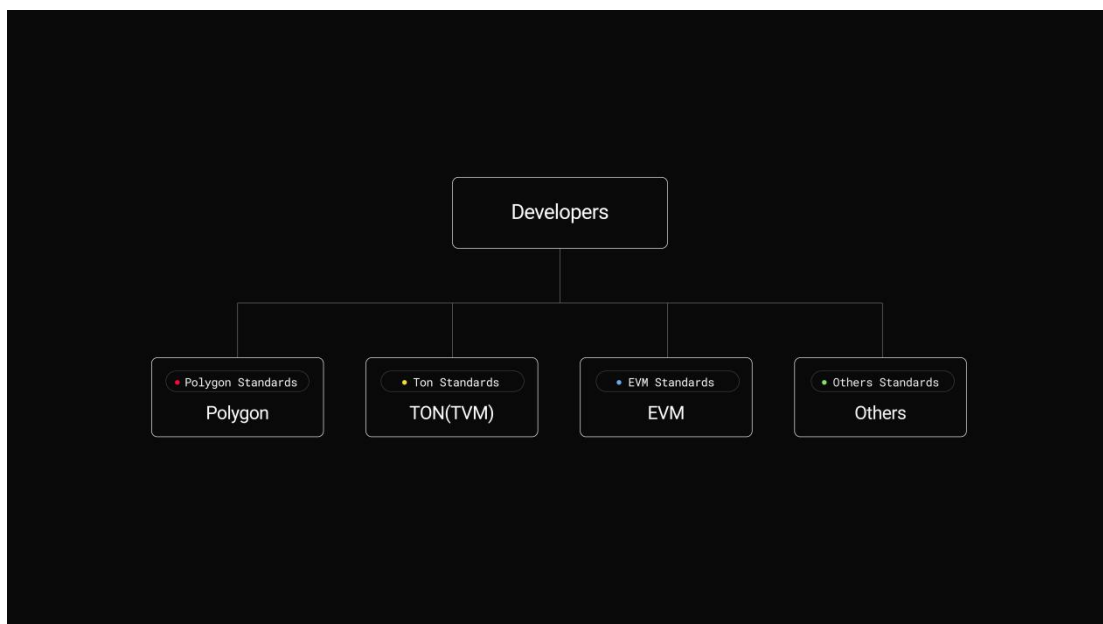 Developers
Polygon Standards
Polygon
Ton Standards
TON(TVM)
EVM Standards
EVM
Others Standards
Others